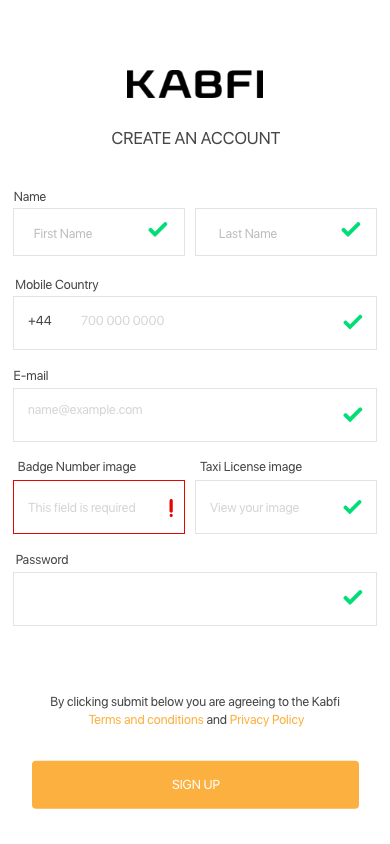 KABFI
CREATE AN ACCOUNT
Name
First Name
Last Name
Mobile Country
+44 700 000 0000
E-mail
name@example.com
Badge Number image
Taxi License image
This field is required
View your image
Password
By clicking submit below you are agreeing to the Kabfi
Terms and conditions and Privacy Policy
SIGN UP